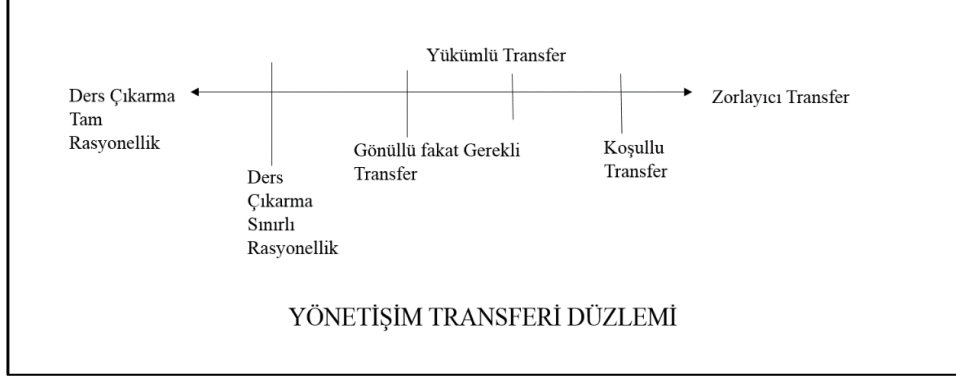 Yükümlü Transfer
Ders Çıkarma
Tam
Rasyonellik
Zorlayıcı Transfer
Gönüllü fakat Gerekli
Transfer
Koşullu
Transfer
Ders
Çıkarma
Sınırlı
Rasyonellik
YÖNETİŞİM TRANSFERİ DÜZLEMİ